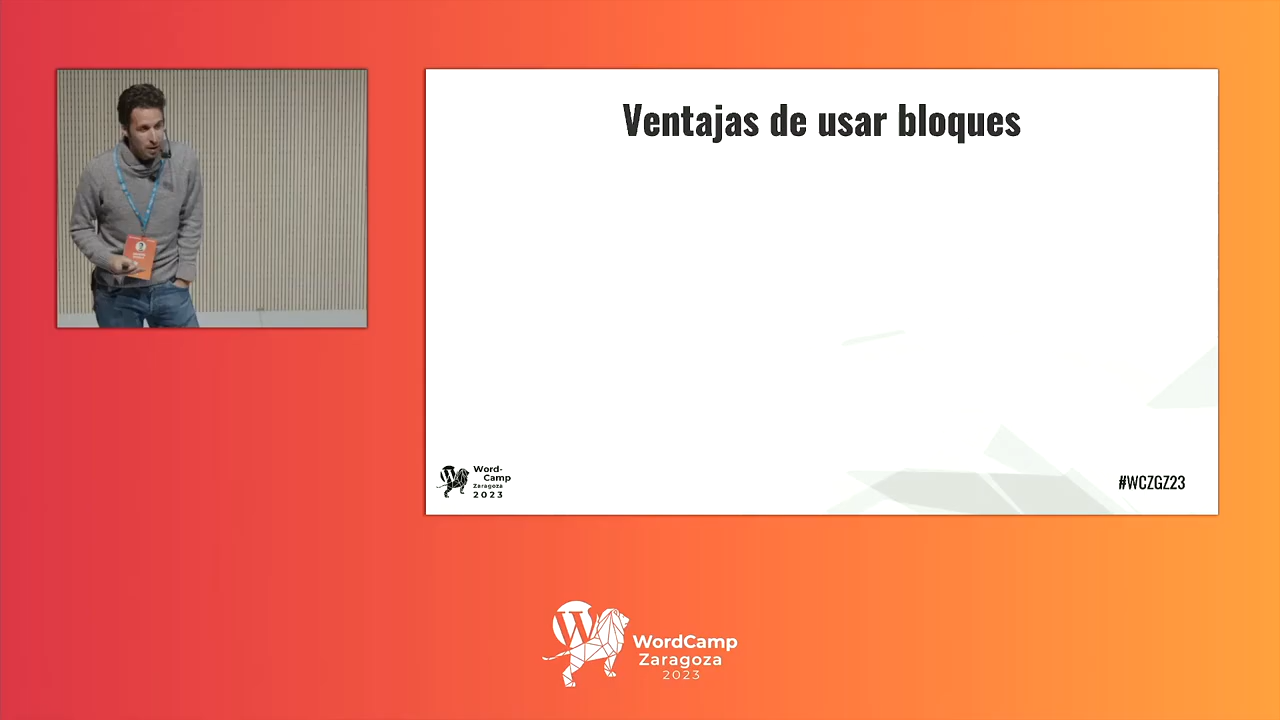 Ventajas de usar bloques
Word-
Camp
Zaragoza
2023
#WCZGZ23
WordCamp
Zaragoza
2023